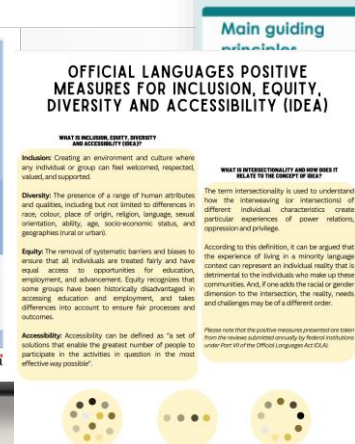 Main guiding
principles
OFFICIAL LANGUAGES POSITIVE
MEASURES FOR INCLUSION, EQUITY,
DIVERSITY AND ACCESSIBILITY (IDEA)
WHAT IS INCLUSION, EQUITY, DIVERSITY
AND ACCESSIBILITY (IDEA)?
Inclusion: Creating an environment and culture where
any individual or group can feel welcomed, respected,
valued, and supported.
Diversity: The presence of a range of human attributes
and qualities, including but not limited to differences in
race, colour, place of origin, religion, language, sexual
orientation, ability, age, socio-economic status, and
geographies (rural or urban).
Equity: The removal of systematic barriers and biases to
ensure that all individuals are treated fairly and have
equal access to opportunities for education,
employment, and advancement. Equity recognizes that
some groups have been historically disadvantaged in
accessing education and employment, and takes
differences into account to ensure fair processes and
outcomes.
Accessibility: Accessibility can be defined as "a set of
solutions that enable the greatest number of people to
participate in the activities in question in the most
effective way possible".
WHAT IS INTERSECTIONALITY AND HOW DOES IT
RELATE TO THE CONCEPT OF IDEA?
The term intersectionality is used to understand
how the interweaving (or intersections) of
different individual characteristics create
particular experiences of power relations,
oppression and privilege.
According to this definition, it can be argued that
the experience of living in a minority language
context can represent an individual reality that is
detrimental to the individuals who make up these
communities. And, if one adds the racial or gender
dimension to the intersection, the reality, needs
and challenges may be of a different order.
Please note that the positive measures presented are taken
from the reviews submitted annually by federal institutions
under Part VII of the Official Languages Act (OLA).